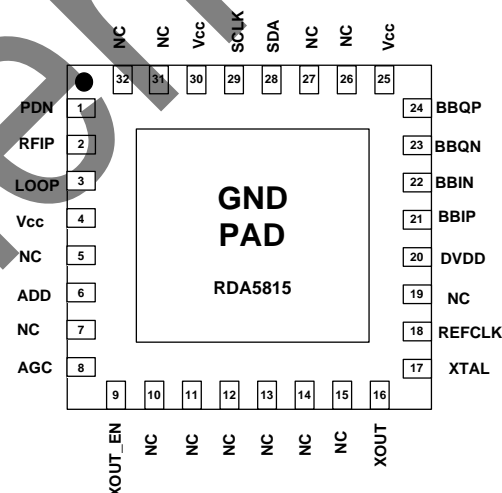 NC NC Vcc SCLK SDA NC NC Vcc
32 31 30 29 28 27 26 25
PDN 1
RFIP 2
LOOP 3
Vcc 4
NC 5
ADD 6
NC 7
AGC 8
GND
PAD
RDA5815
24 BBQP
23 BBQN
22 BBIN
21 BBIP
20 DVDD
19 NC
18 REFCLK
17 XTAL
9 10 11 12 13 14 15 16
XOUT_EN NC NC NC NC NC NC XOUT